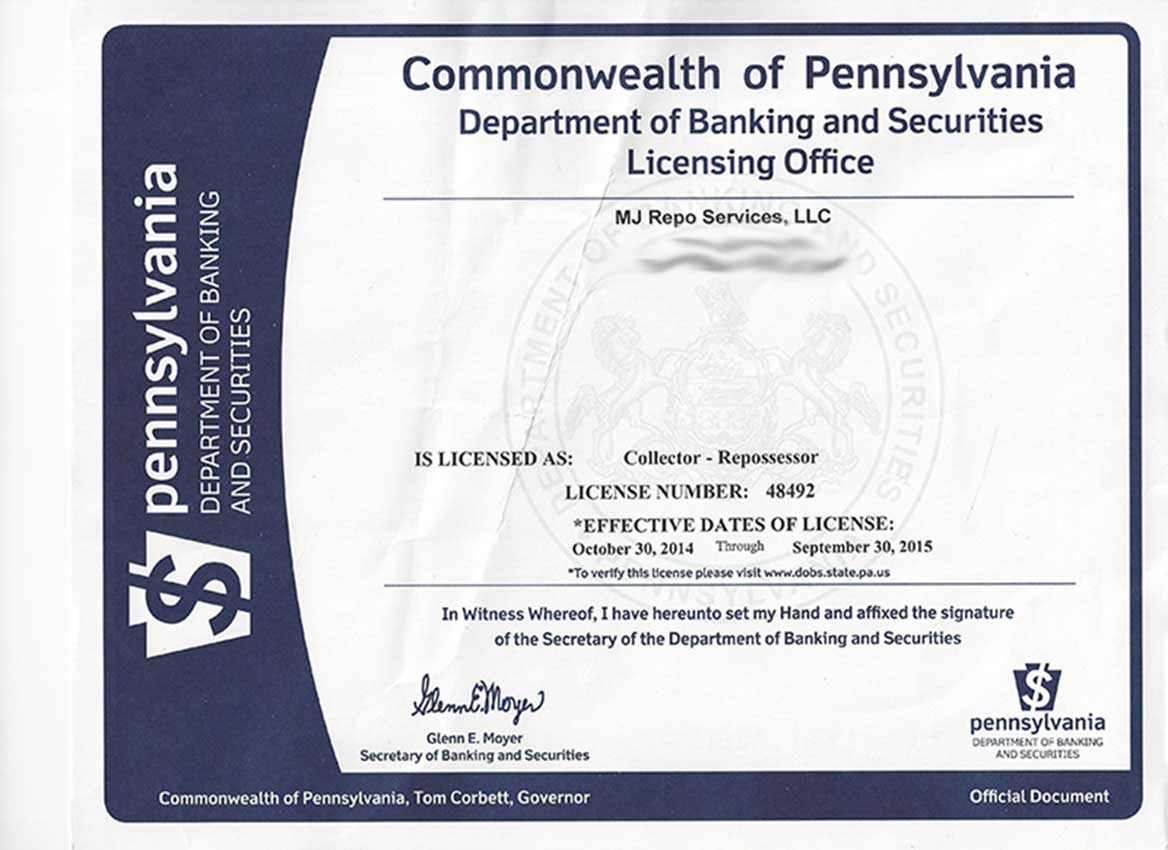 Commonwealth of Pennsylvania
Department of Banking and Securities
Licensing Office
MJ Repo Services, LLC
IS LICENSED AS: Collector - Repossessor
LICENSE NUMBER: 48492
*EFFECTIVE DATES OF LICENSE:
October 30, 2014 Through September 30, 2015
*To verify this license please visit www.dobs.state.pa.us
In Witness Whereof, I have hereunto set my Hand and affixed the signature
of the Secretary of the Department of Banking and Securities
Glenn E. Moyer
Glenn E. Moyer
Secretary of Banking and Securities
pennsylvania
DEPARTMENT OF BANKING
AND SECURITIES
pennsylvania
DEPARTMENT OF BANKING
AND SECURITIES
DEPARTMENT OF BANKING AND SECURITIES
PENNSYLVANIA
Commonwealth of Pennsylvania, Tom Corbett, Governor
Official Document